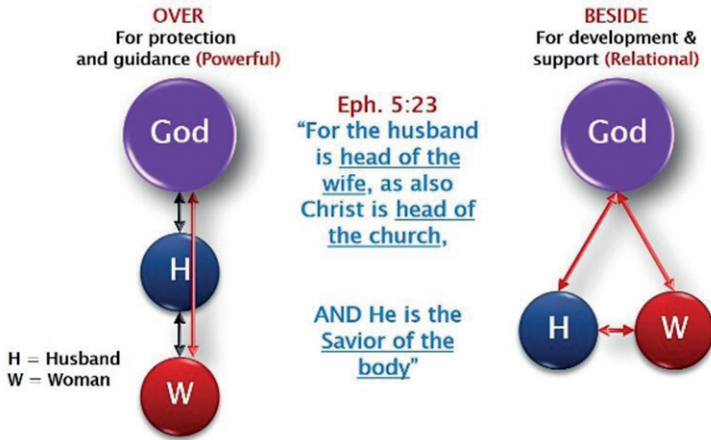 OVER
For protection
and guidance (Powerful)
God
H
W
H = Husband
W = Woman
Eph. 5:23
“For the husband
is head of the
wife, as also
Christ is head of
the church,
AND He is the
Savior of the
body”
BESIDE
For development &
support (Relational)
God
H
W